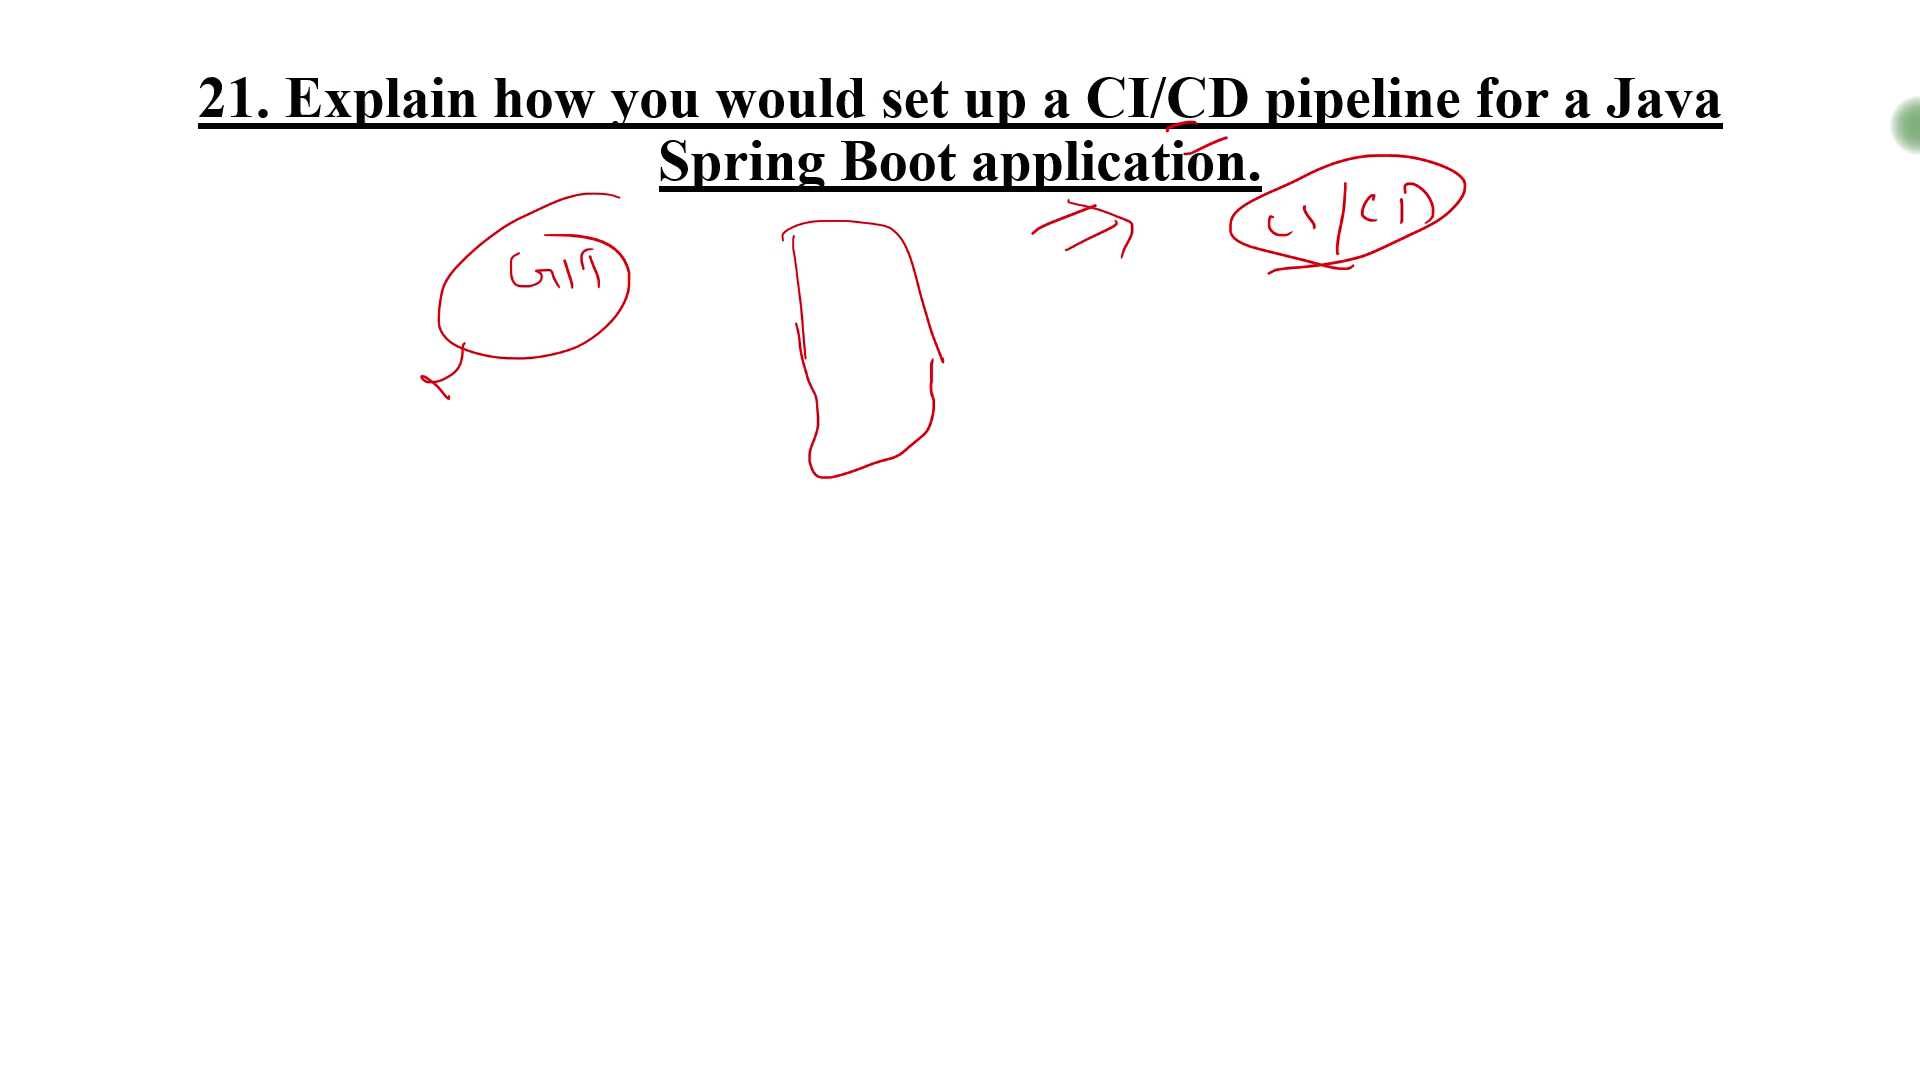 21. Explain how you would set up a CI/CD pipeline for a Java
Spring Boot application.
CI/CD
GIT